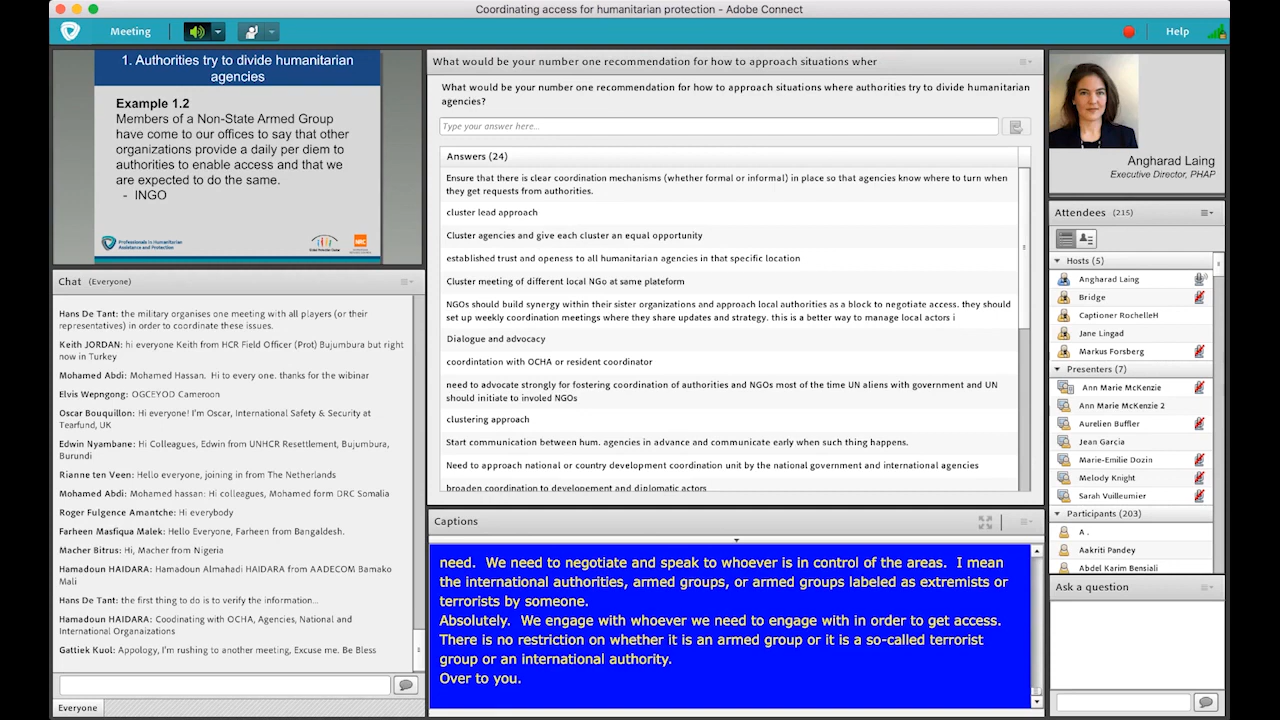 Coordinating access for humanitarian protection - Adobe Connect
Meeting
Help
1. Authorities try to divide humanitarian
agencies
Example 1.2
Members of a Non-State Armed Group
have come to our offices to say that other
organizations provide a daily per diem to
authorities to enable access and that we
are expected to do the same.
- INGO
Professionals in Humanitarian
Assistance and Protection
Global Protection Cluster
NRC
Chat (Everyone)
Hans De Tant: the military organises one meeting with all players (or their
representatives) in order to coordinate these issues.
Keith JORDAN: hi everyone Keith from HCR Field Officer (Prot) Bujumbura but right
now in Turkey
Mohamed Abdi: Mohamed Hassan. Hi to every one. thanks for the wibinar
Elvis Wepngong: OGCEYOD Cameroon
Oscar Bouquillon: Hi everyone! I'm Oscar, International Safety & Security at
Tearfund, UK
Edwin Nyambane: Hi Colleagues, Edwin from UNHCR Resettlement, Bujumbura,
Burundi
Rianne ten Veen: Hello everyone, joining in from The Netherlands
Mohamed Abdi: Mohamed hassan: Hi colleagues, Mohamed form DRC Somalia
Roger Fulgence Amantche: Hi everybody
Farheen Masfiqua Malek: Hello Everyone, Farheen from Bangaldesh.
Macher Bitrus: Hi, Macher from Nigeria
Hamadoun HAIDARA: Hamadoun Almahadi HAIDARA from AADECOM Bamako
Mali
Hans De Tant: the first thing to do is to verify the information...
Hamadoun HAIDARA: Coodinating with OCHA, Agencies, National and
International Orgranaizations
Gattiek Kuol: Appology, I'm rushing to another meeting, Excuse me. Be Bless
Everyone
What would be your number one recommendation for how to approach situations wher
What would be your number one recommendation for how to approach situations where authorities try to divide humanitarian
agencies?
Type your answer here...
Answers (24)
Ensure that there is clear coordination mechanisms (whether formal or informal) in place so that agencies know where to turn when
they get requests from authorities.
cluster lead approach
Cluster agencies and give each cluster an equal opportunity
established trust and openess to all humanitarian agencies in that specific location
Cluster meeting of different local NGo at same plateform
NGOs should build synergy within their sister organizations and approach local authorities as a block to negotiate access. they should
set up weekly coordination meetings where they share updates and strategy. this is a better way to manage local actors i
Dialogue and advocacy
coordintation with OCHA or resident coordinator
need to advocate strongly for fostering coordination of authorities and NGOs most of the time UN aliens with government and UN
should initiate to involed NGOs
clustering approach
Start communication between hum. agencies in advance and communicate early when such thing happens.
Need to approach national or country development coordination unit by the national government and international agencies
broaden coordination to developement and diplomatic actors
Captions
need. We need to negotiate and speak to whoever is in control of the areas. I mean
the international authorities, armed groups, or armed groups labeled as extremists or
terrorists by someone.
Absolutely. We engage with whoever we need to engage with in order to get access.
There is no restriction on whether it is an armed group or it is a so-called terrorist
group or an international authority.
Over to you.
Angharad Laing
Executive Director, PHAP
Attendees (215)
Hosts (5)
Angharad Laing
Bridge
Captioner RochelleH
Jane Lingad
Markus Forsberg
Presenters (7)
Ann Marie McKenzie
Ann Marie McKenzie 2
Aurelien Buffler
Jean Garcia
Marie-Emilie Dozin
Melody Knight
Sarah Vuilleumier
Participants (203)
A .
Aakriti Pandey
Abdel Karim Bensiali
Ask a question